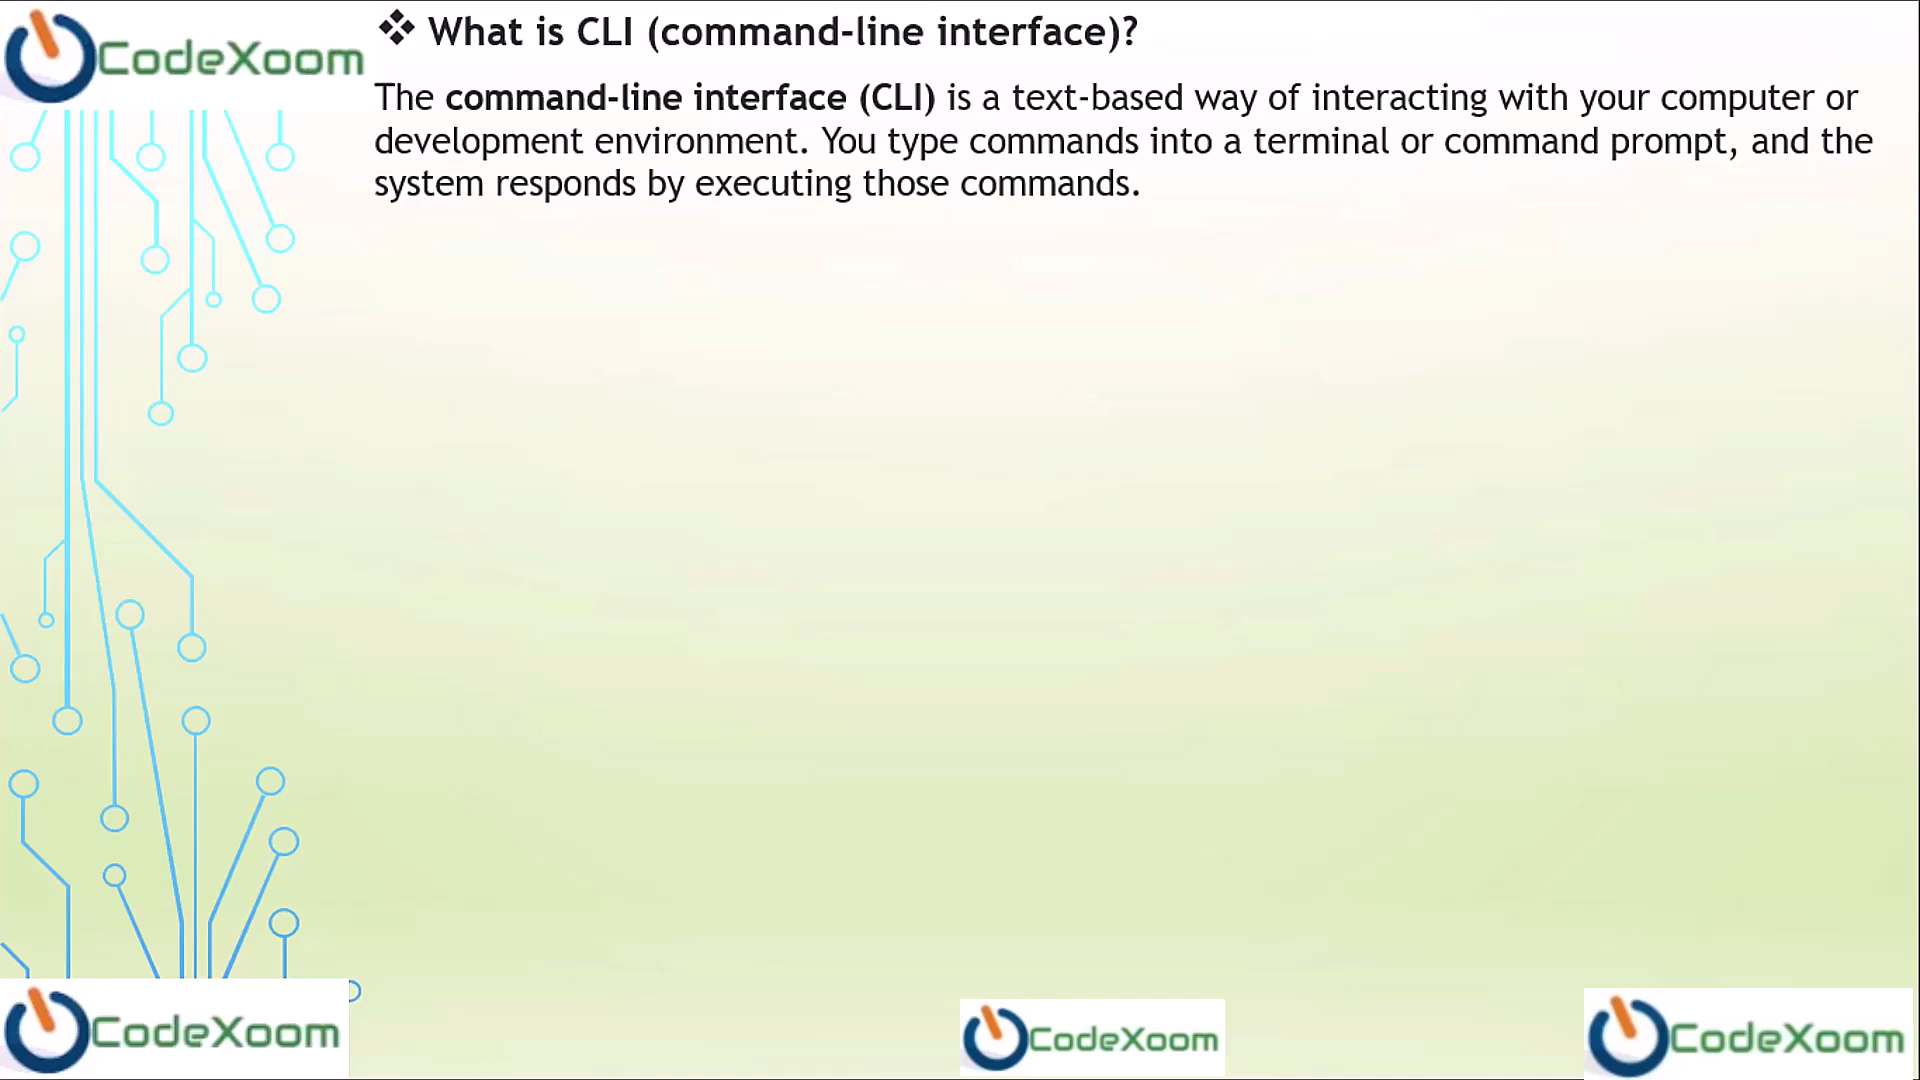 CodeXoom
❖ What is CLI (command-line interface)?
The command-line interface (CLI) is a text-based way of interacting with your computer or
development environment. You type commands into a terminal or command prompt, and the
system responds by executing those commands.
CodeXoom
CodeXoom
CodeXoom